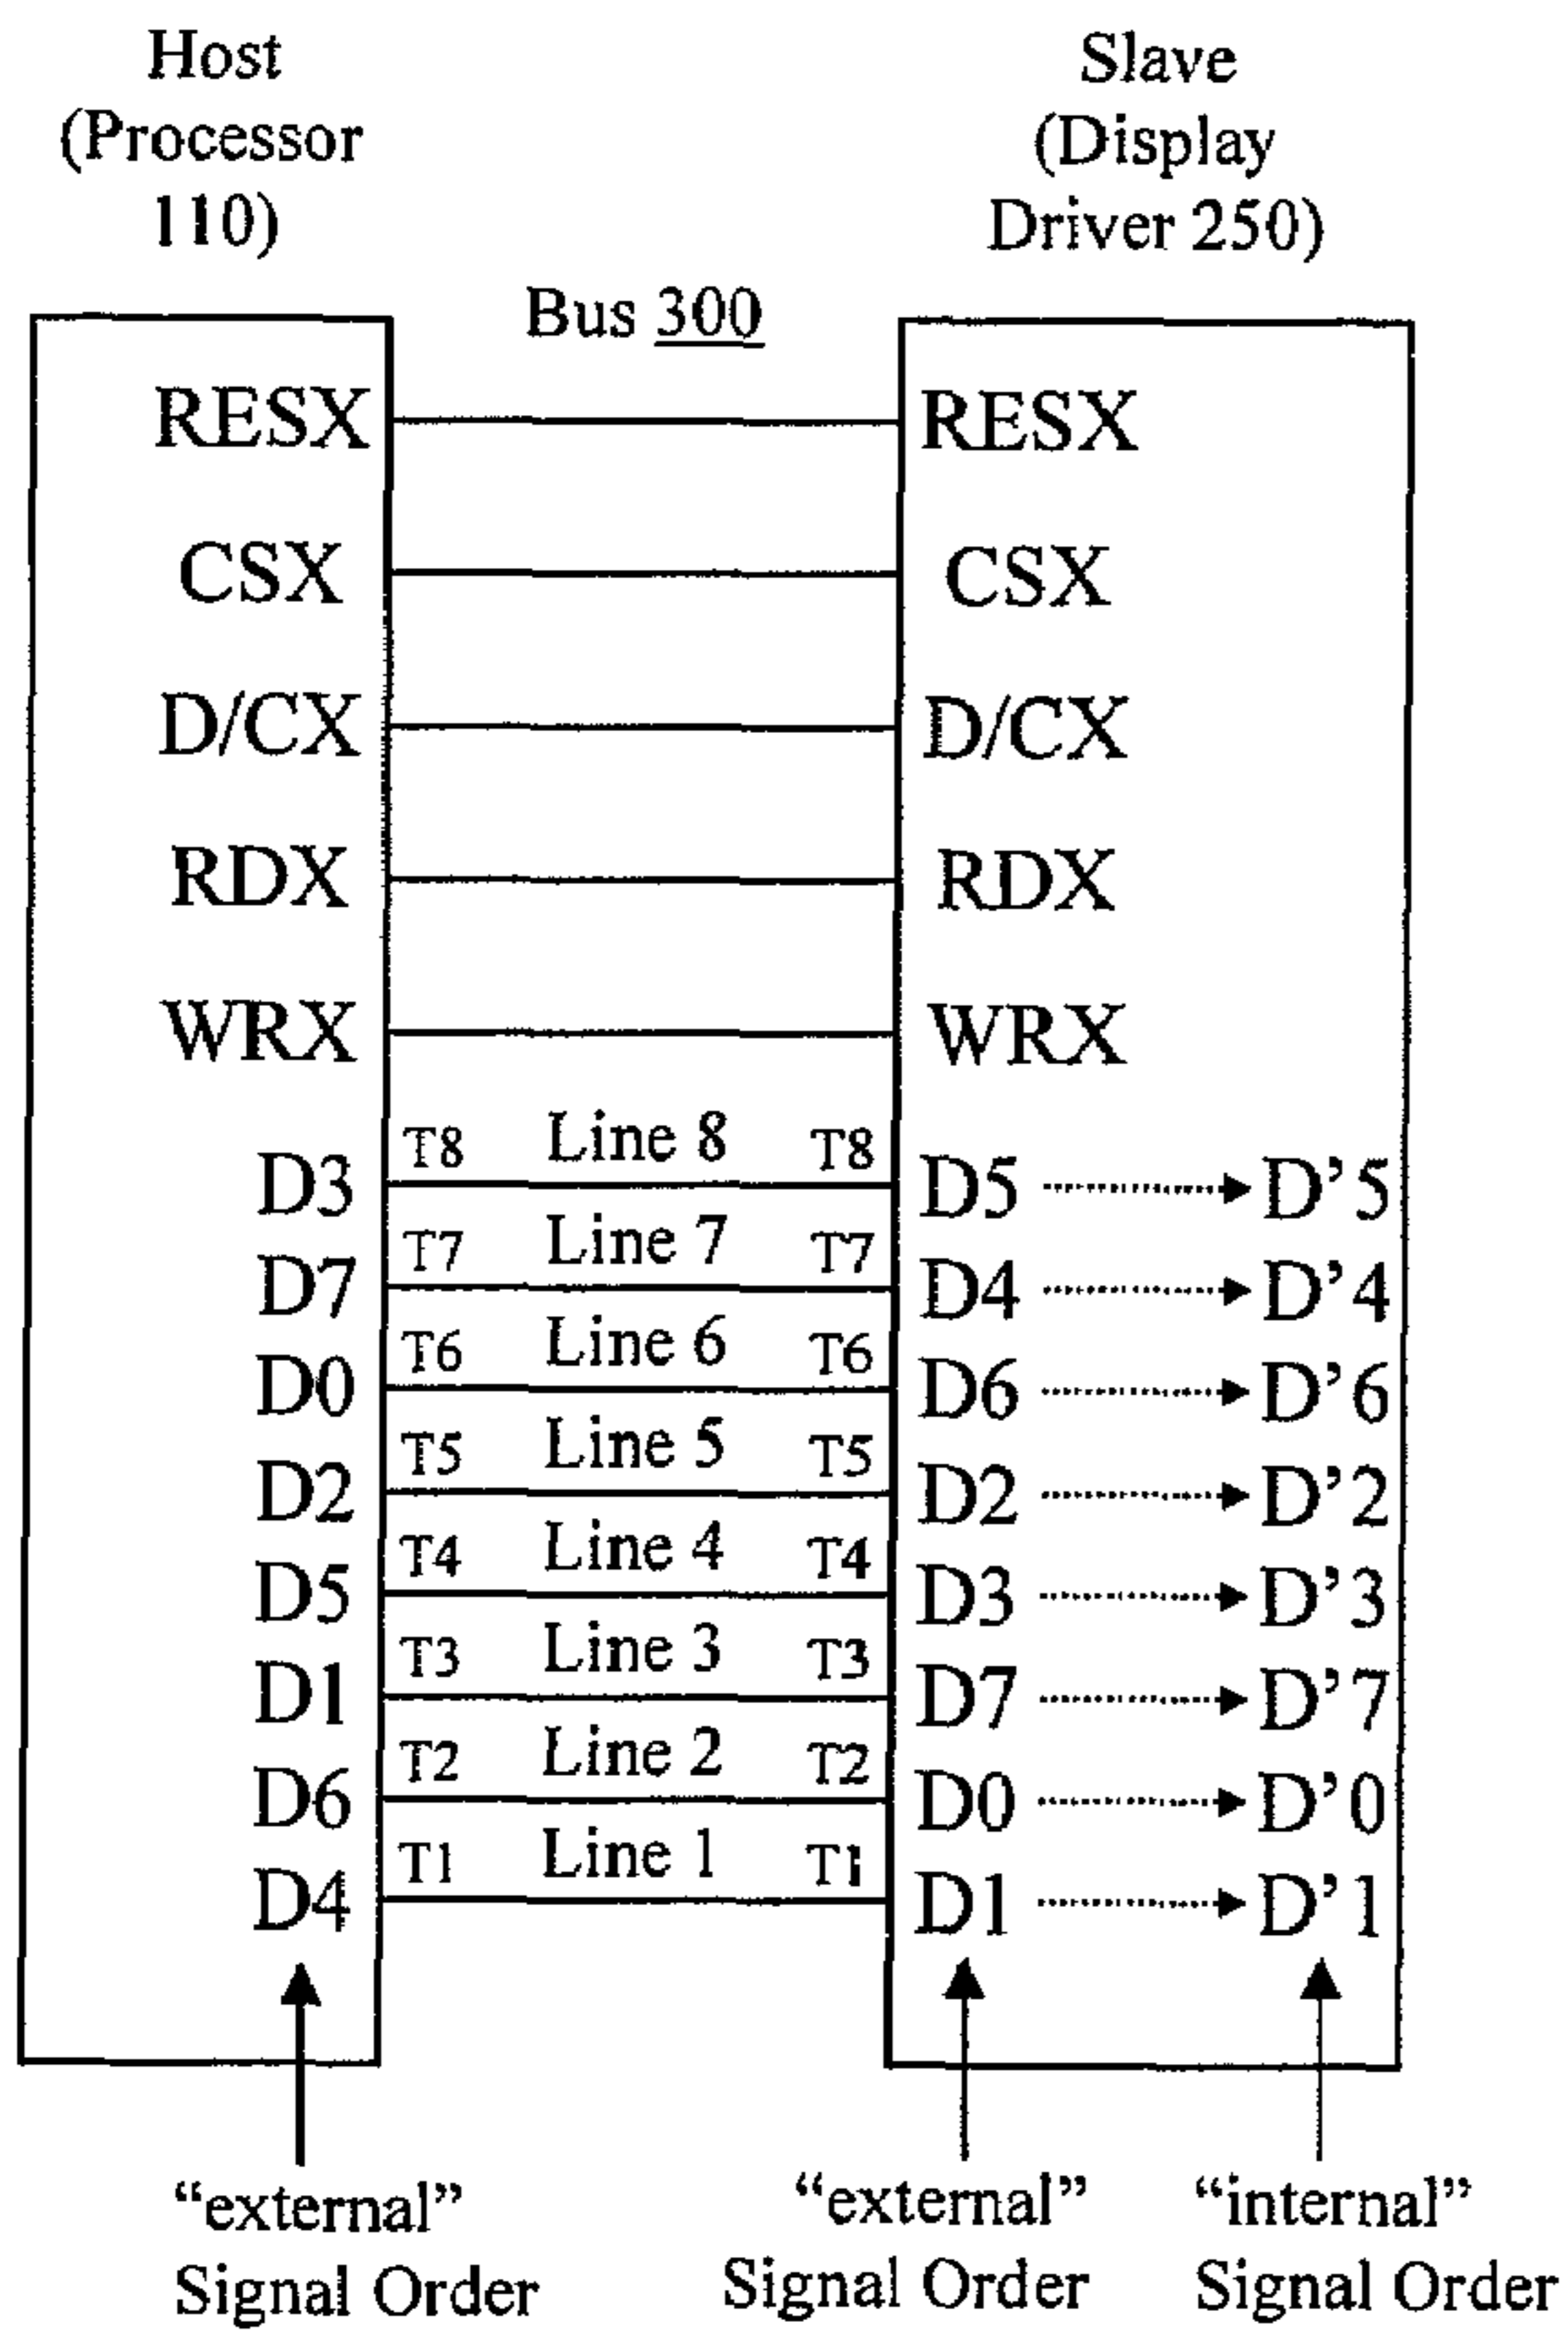 Host
(Processor
110)
Slave
(Display
Driver 250)
Bus 300
RESX RESX
CSX CSX
D/CX D/CX
RDX RDX
WRX WRX
D3 T8 Line 8 T8 D5 D'5
D7 T7 Line 7 T7 D4 D'4
D0 T6 Line 6 T6 D6 D'6
D2 T5 Line 5 T5 D2 D'2
D5 T4 Line 4 T4 D3 D'3
D1 T3 Line 3 T3 D7 D'7
D6 T2 Line 2 T2 D0 D'0
D4 T1 Line 1 T1 D1 D'1
“external”
Signal Order
“external”
Signal Order
“internal”
Signal Order